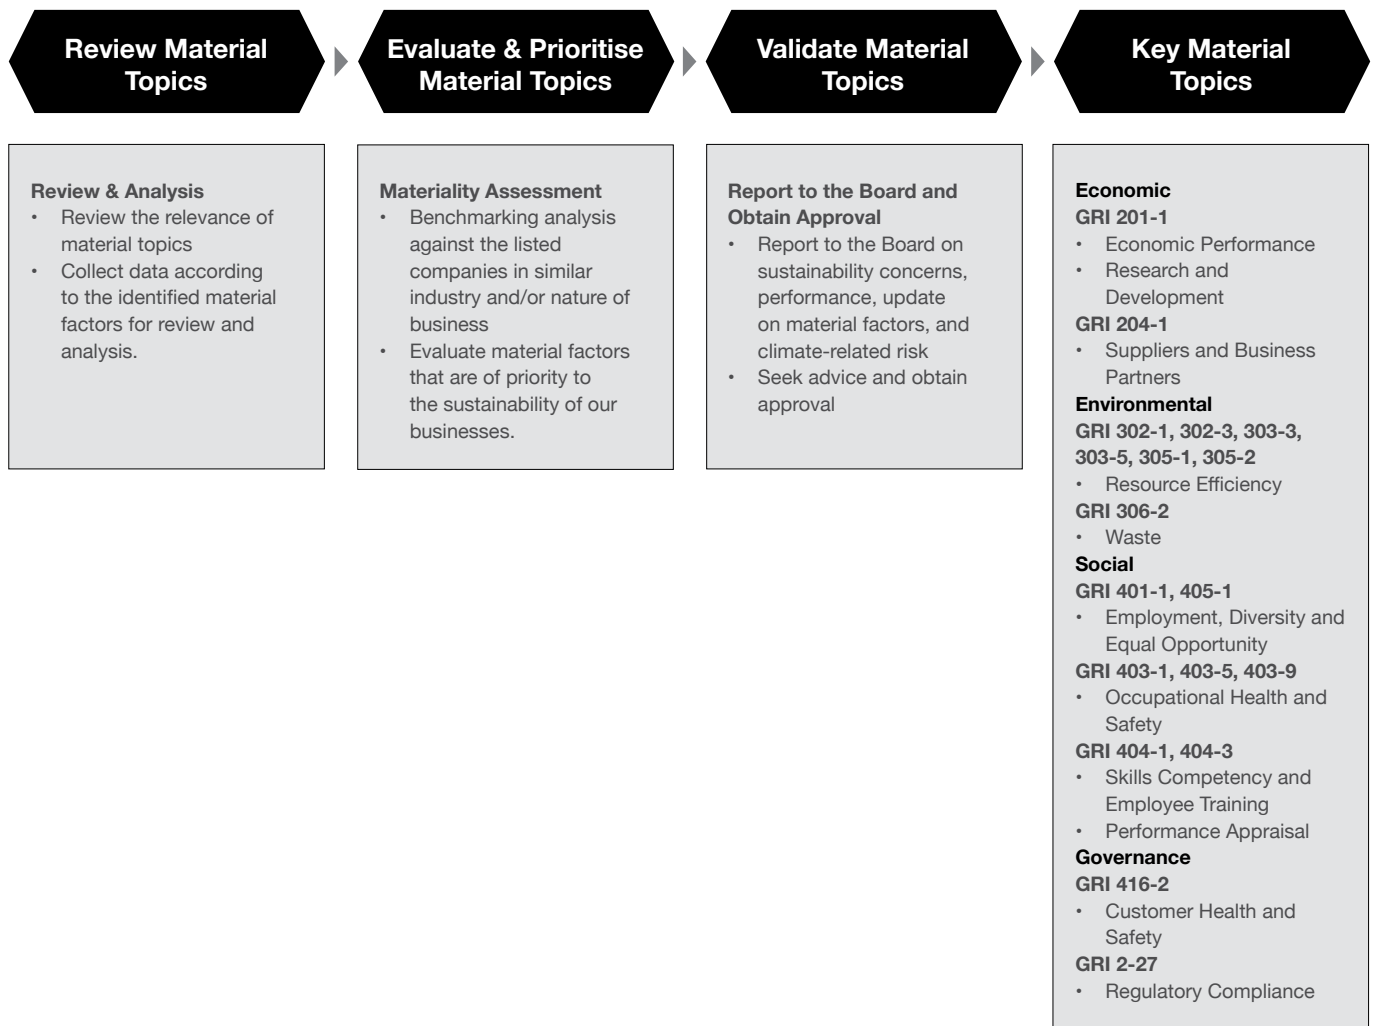 Review Material
Topics
Evaluate & Prioritise
Material Topics
Validate Material
Topics
Key Material
Topics
Review & Analysis
• Review the relevance of
material topics
• Collect data according
to the identified material
factors for review and
analysis.
Materiality Assessment
• Benchmarking analysis
against the listed
companies in similar
industry and/or nature of
business
• Evaluate material factors
that are of priority to
the sustainability of our
businesses.
Report to the Board and
Obtain Approval
• Report to the Board on
sustainability concerns,
performance, update
on material factors, and
climate-related risk
• Seek advice and obtain
approval
Economic
GRI 201-1
• Economic Performance
• Research and
Development
GRI 204-1
• Suppliers and Business
Partners
Environmental
GRI 302-1, 302-3, 303-3,
303-5, 305-1, 305-2
• Resource Efficiency
GRI 306-2
• Waste
Social
GRI 401-1, 405-1
• Employment, Diversity and
Equal Opportunity
GRI 403-1, 403-5, 403-9
• Occupational Health and
Safety
GRI 404-1, 404-3
• Skills Competency and
Employee Training
• Performance Appraisal
Governance
GRI 416-2
• Customer Health and
Safety
GRI 2-27
• Regulatory Compliance